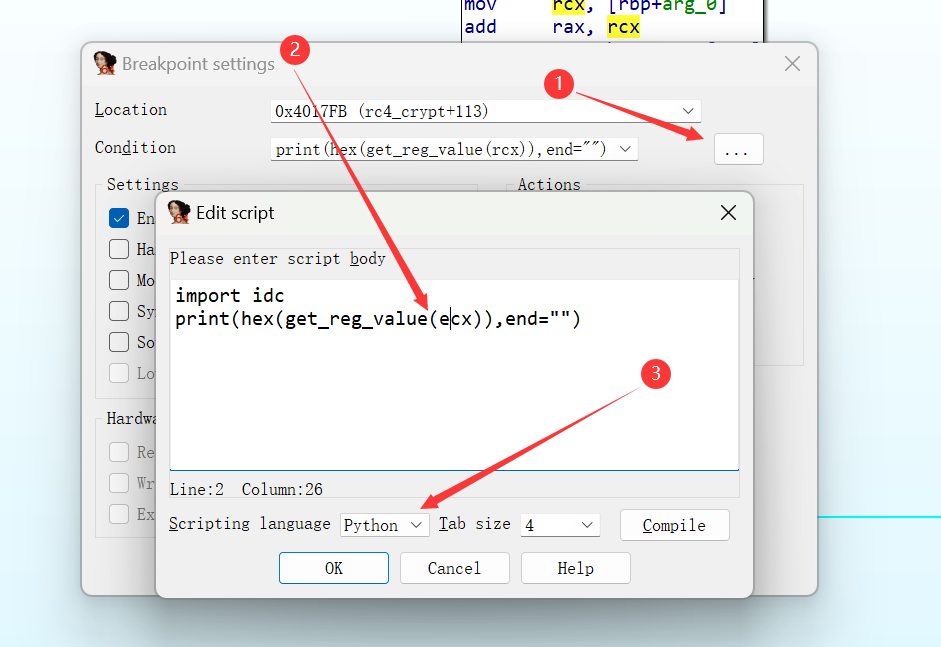 mov rcx, [rbp+arg_0]
add rax, rcx
Breakpoint settings
2
1
Location
0x4017FB (rc4_crypt+113)
Condition
print(hex(get_reg_value(rcx)),end="")
...
Settings
Actions
En
Ha
Mo
Sy
So
Lo
Hardwa
Re
Wr
Ex
Edit script
Please enter script body
import idc
print(hex(get_reg_value(ecx)),end="")
3
Line:2 Column:26
Scripting language
Python
Tab size
4
Compile
OK
Cancel
Help